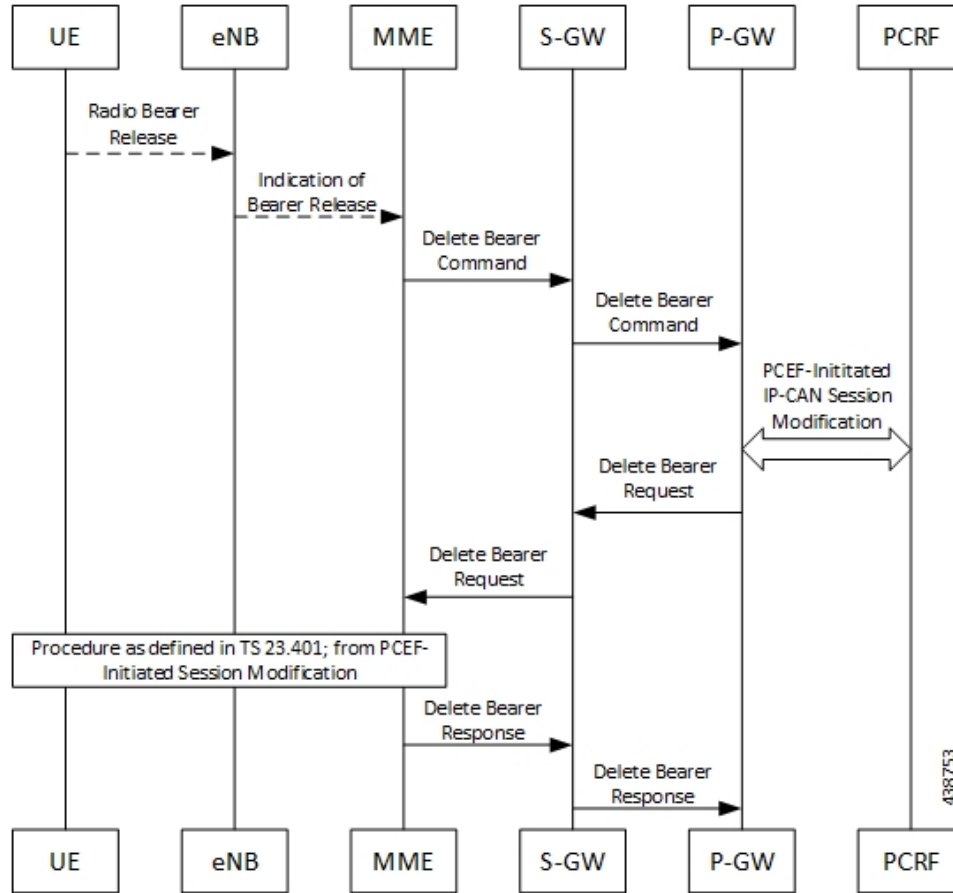 UE
eNB
MME
S-GW
P-GW
PCRF
Radio Bearer
Release
Indication of
Bearer Release
Delete Bearer
Command
Delete Bearer
Command
PCEF-Inititated
IP-CAN Session
Modification
Delete Bearer
Request
Delete Bearer
Request
Procedure as defined in TS 23.401; from PCEF-
Initiated Session Modification
Delete Bearer
Response
Delete Bearer
Response
438753
UE
eNB
MME
S-GW
P-GW
PCRF